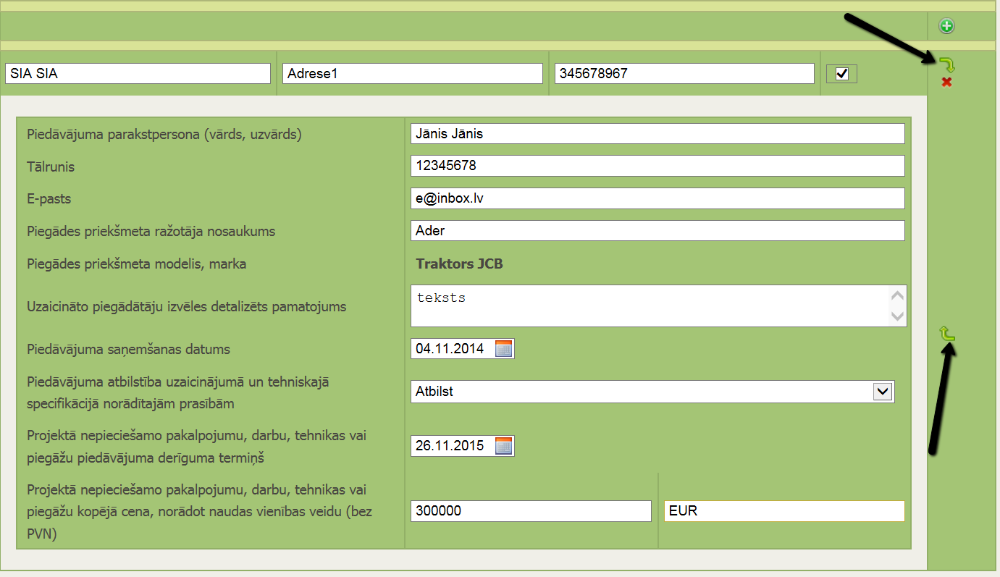 SIA SIA Adrese1 345678967
Piedāvājuma parakstpersona (vārds, uzvārds) Jānis Jānis
Tālrunis 12345678
E-pasts e@inbox.lv
Piegādes priekšmeta ražotāja nosaukums Ader
Piegādes priekšmeta modelis, marka Traktors JCB
Uzaicināto piegādātāju izvēles detalizēts pamatojums teksts
Piedāvājuma saņemšanas datums 04.11.2014
Piedāvājuma atbilstība uzaicinājumā un tehniskajā
specifikācijā norādītajām prasībām Atbilst
Projektā nepieciešamo pakalpojumu, darbu, tehnikas vai
piegāžu piedāvājuma derīguma termiņš 26.11.2015
Projektā nepieciešamo pakalpojumu, darbu, tehnikas vai
piegāžu kopējā cena, norādot naudas vienības veidu (bez
PVN) 300000 EUR